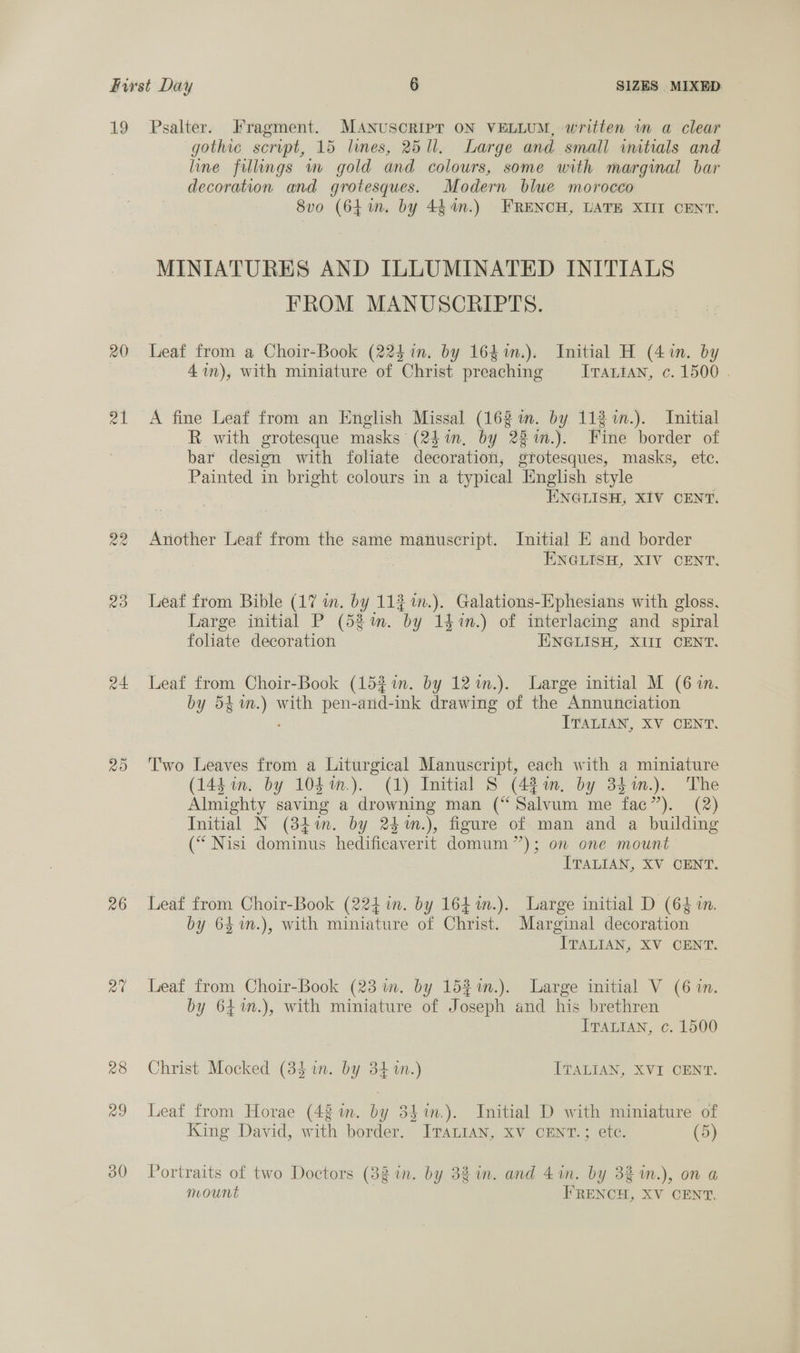 First Day 6 SIZES MIXED
19 Psalter. Fragment. MANUSCRIPT ON VELLUM, written in a clear
gothic script, 15 lines, 25 ll. Large and small initials and
line fillings in gold and colours, some with marginal bar
decoration and grotesques. Modern blue morocco
8vo (6¼ in. by 4½ in.) FRENCH, LATE XIII CENT.
MINIATURES AND ILLUMINATED INITIALS
FROM MANUSCRIPTS.
20 Leaf from a Choir-Book (22½ in. by 16½ in.). Initial H (4 in. by
4 in), with miniature of Christ preaching ITALIAN, c. 1500
21 A fine Leaf from an English Missal (16¾ in. by 11¾ in.). Initial
R with grotesque masks (2½ in. by 2¾ in.). Fine border of
bar design with foliate decoration, grotesques, masks, etc.
Painted in bright colours in a typical English style
ENGLISH, XIV CENT.
22 Another Leaf from the same manuscript. Initial E and border
ENGLISH, XIV CENT.
23 Leaf from Bible (17 in. by 11¾ in.). Galations-Ephesians with gloss.
Large initial P (5¾ in. by 1½ in.) of interlacing and spiral
foliate decoration ENGLISH, XIII CENT.
24 Leaf from Choir-Book (15¾ in. by 12 in.). Large initial M (6 in.
by 5½ in.) with pen-and-ink drawing of the Annunciation
ITALIAN, XV CENT.
25 Two Leaves from a Liturgical Manuscript, each with a miniature
(14½ in. by 10½ in.). (1) Initial S (4¾ in. by 3½ in.). The
Almighty saving a drowning man (“Salvum me fac”). (2)
Initial N (3¼ in. by 2½ in.), figure of man and a building
(“Nisi dominus hedificaverit domum”); on one mount
ITALIAN, XV CENT.
26 Leaf from Choir-Book (22¼ in. by 16¼ in.). Large initial D (6½ in.
by 6½ in.), with miniature of Christ. Marginal decoration
ITALIAN, XV CENT.
27 Leaf from Choir-Book (23 in. by 15¾ in.). Large initial V (6 in.
by 6¼ in.), with miniature of Joseph and his brethren
ITALIAN, c. 1500
28 Christ Mocked (3½ in. by 3¼ in.) ITALIAN, XVI CENT.
29 Leaf from Horae (4¾ in. by 3½ in.). Initial D with miniature of
King David, with border. ITALIAN, XV CENT.; etc. (5)
30 Portraits of two Doctors (3¾ in. by 3¾ in. and 4 in. by 3¾ in.), on a
mount FRENCH, XV CENT.